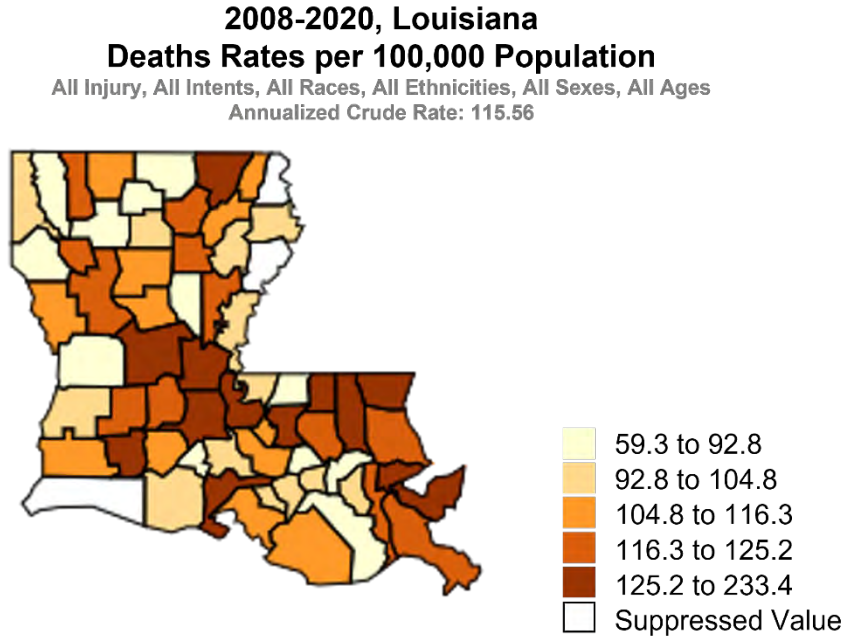 2008-2020, Louisiana
Deaths Rates per 100,000 Population
All Injury, All Intents, All Races, All Ethnicities, All Sexes, All Ages
Annualized Crude Rate: 115.56
59.3 to 92.8
92.8 to 104.8
104.8 to 116.3
116.3 to 125.2
125.2 to 233.4
Suppressed Value